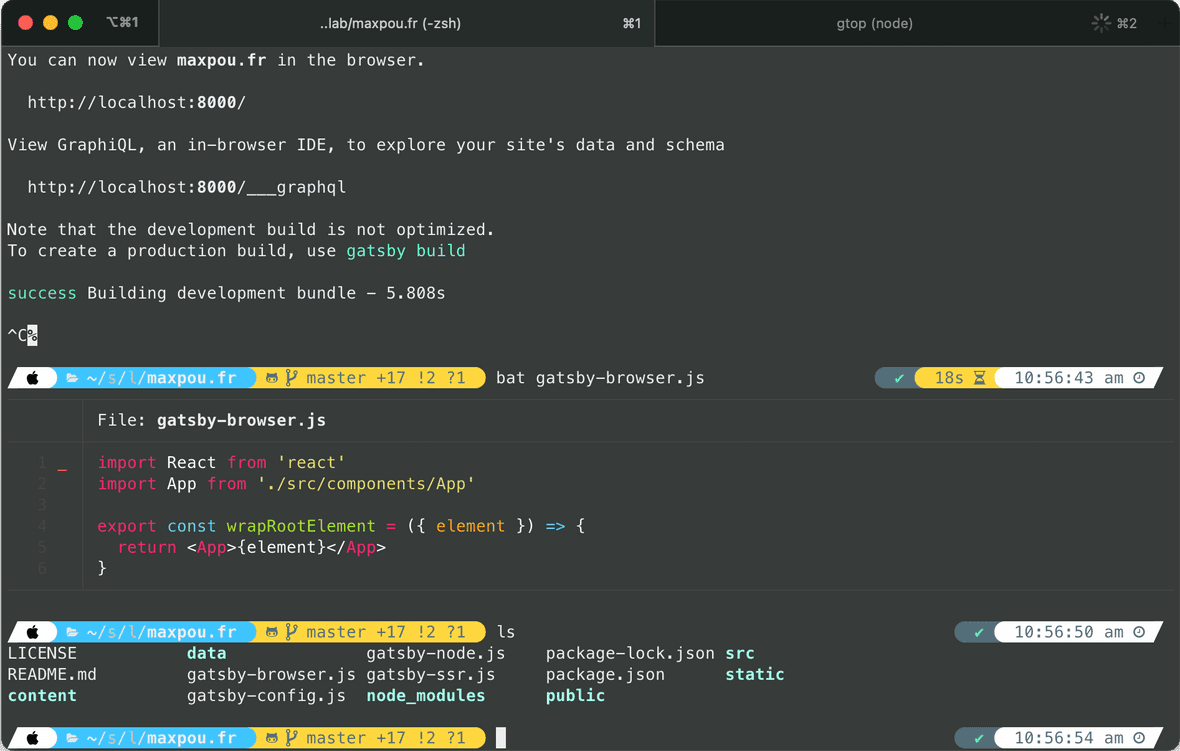 ⌥⌘1 ..lab/maxpou.fr (-zsh) ⌘1 gtop (node) ⌘2 +
You can now view maxpou.fr in the browser.
http://localhost:8000/
View GraphiQL, an in-browser IDE, to explore your site's data and schema
http://localhost:8000/___graphql
Note that the development build is not optimized.
To create a production build, use gatsby build
success Building development bundle - 5.808s
^C%
~/s/l/maxpou.fr master +17 !2 ?1 bat gatsby-browser.js ✔ 18s 10:56:43 am
File: gatsby-browser.js
1 _ import React from 'react'
2 import App from './src/components/App'
3
4 export const wrapRootElement = ({ element }) => {
5 return <App>{element}</App>
6 }
~/s/l/maxpou.fr master +17 !2 ?1 ls ✔ 10:56:50 am
LICENSE data gatsby-node.js package-lock.json src
README.md gatsby-browser.js gatsby-ssr.js package.json static
content gatsby-config.js node_modules public
~/s/l/maxpou.fr master +17 !2 ?1 ✔ 10:56:54 am